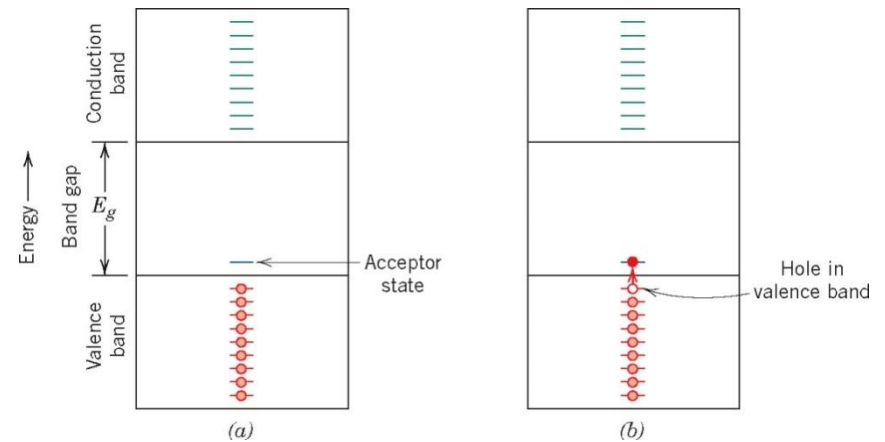 Conduction
band
Energy
Band gap
E_g
Acceptor
state
Hole in
valence band
Valence
band
(a)
(b)